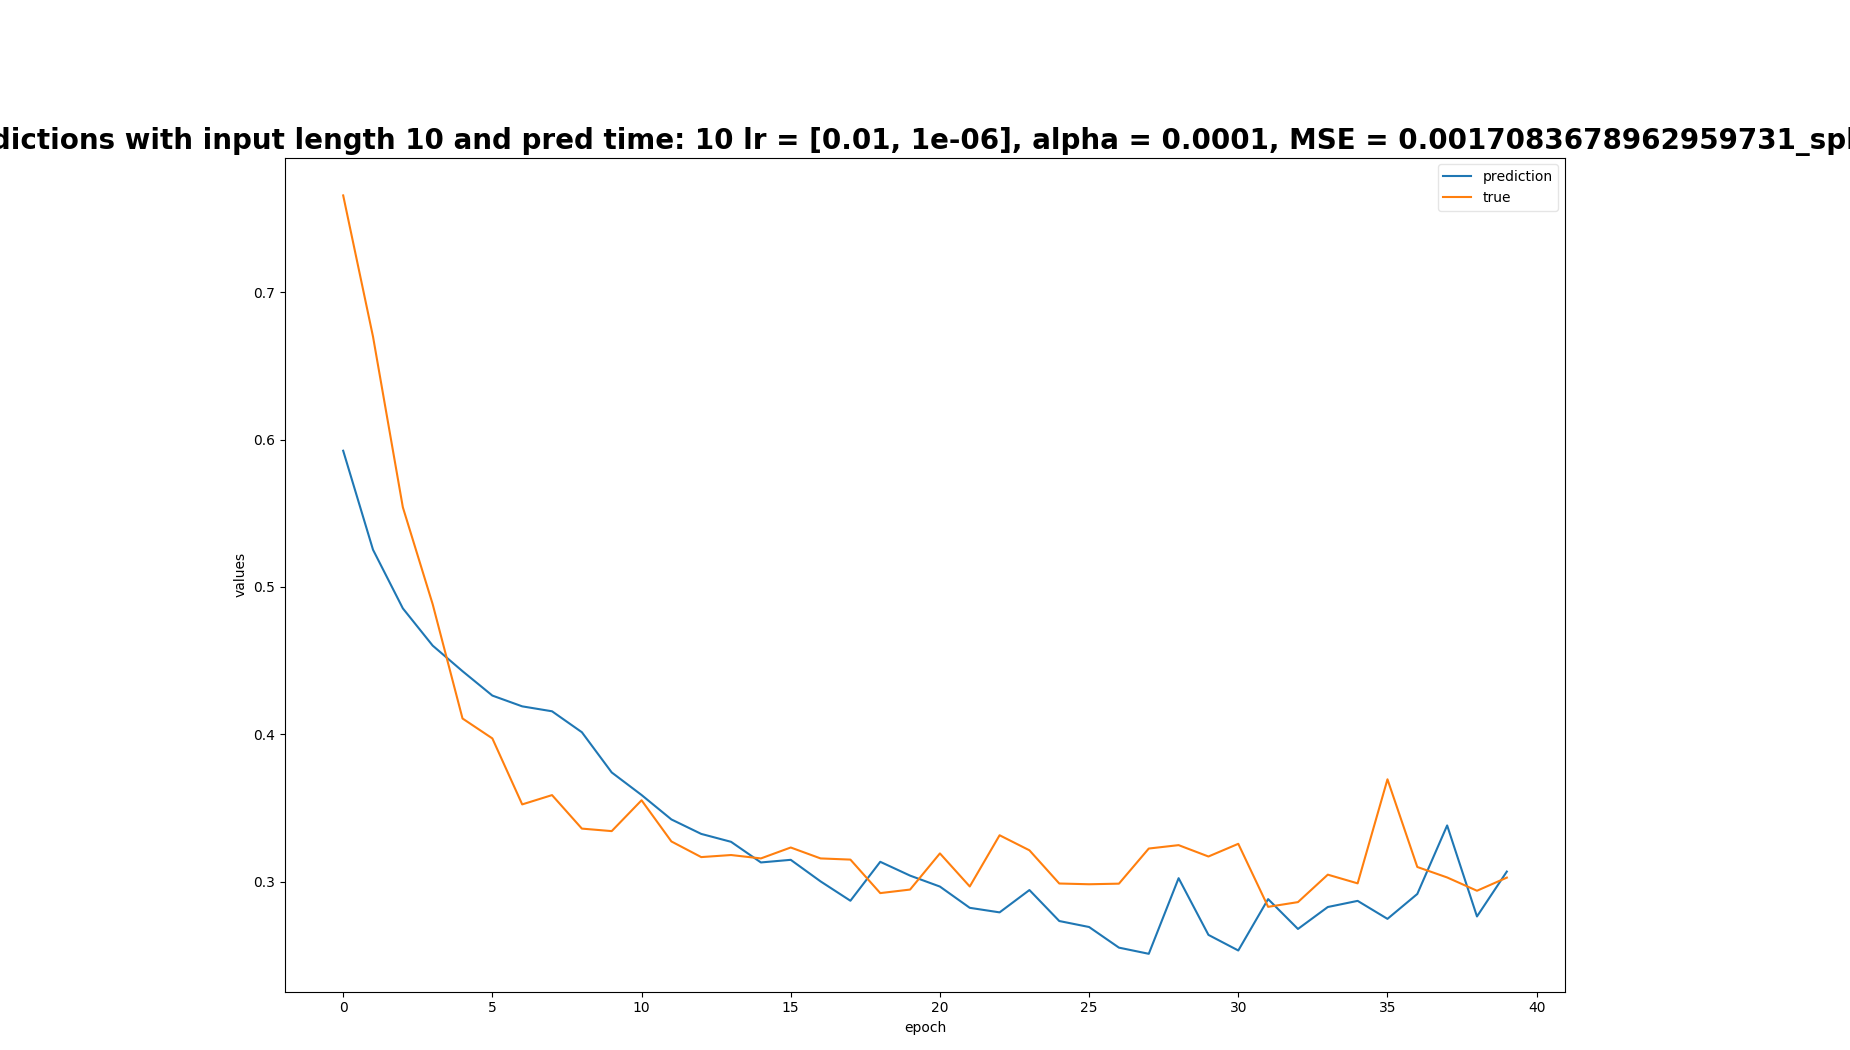 dictions with input length 10 and pred time: 10 lr = [0.01, 1e-06], alpha = 0.0001, MSE = 0.0017083678962959731_spl
prediction
true
0.7
0.6
0.5
0.4
0.3
values
0 5 10 15 20 25 30 35 40
epoch